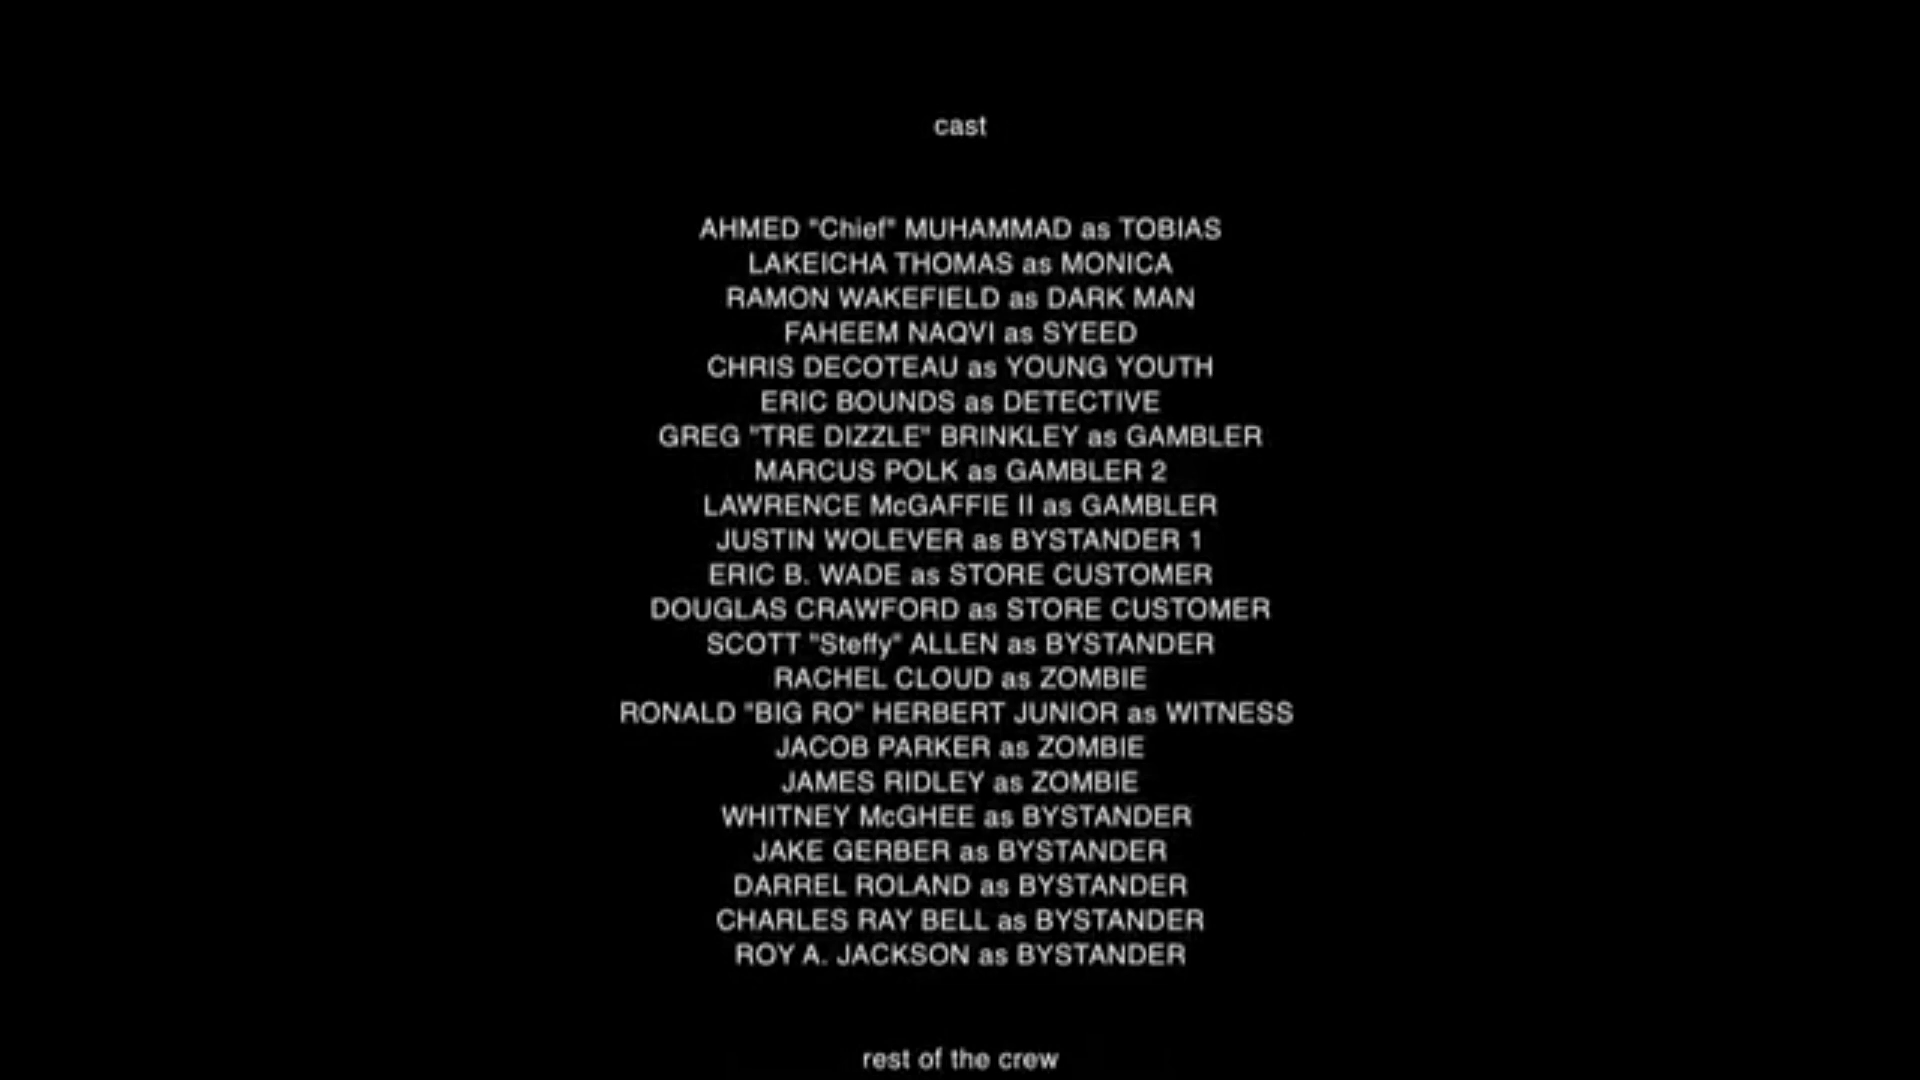 cast
AHMED "Chief" MUHAMMAD as TOBIAS
LAKEICHA THOMAS as MONICA
RAMON WAKEFIELD as DARK MAN
FAHEEM NAQVI as SYEED
CHRIS DECOTEAU as YOUNG YOUTH
ERIC BOUNDS as DETECTIVE
GREG "TRE DIZZLE" BRINKLEY as GAMBLER
MARCUS POLK as GAMBLER 2
LAWRENCE McGAFFIE II as GAMBLER
JUSTIN WOLEVER as BYSTANDER 1
ERIC B. WADE as STORE CUSTOMER
DOUGLAS CRAWFORD as STORE CUSTOMER
SCOTT "Steffy" ALLEN as BYSTANDER
RACHEL CLOUD as ZOMBIE
RONALD "BIG RO" HERBERT JUNIOR as WITNESS
JACOB PARKER as ZOMBIE
JAMES RIDLEY as ZOMBIE
WHITNEY McGHEE as BYSTANDER
JAKE GERBER as BYSTANDER
DARREL ROLAND as BYSTANDER
CHARLES RAY BELL as BYSTANDER
ROY A. JACKSON as BYSTANDER
rest of the crew